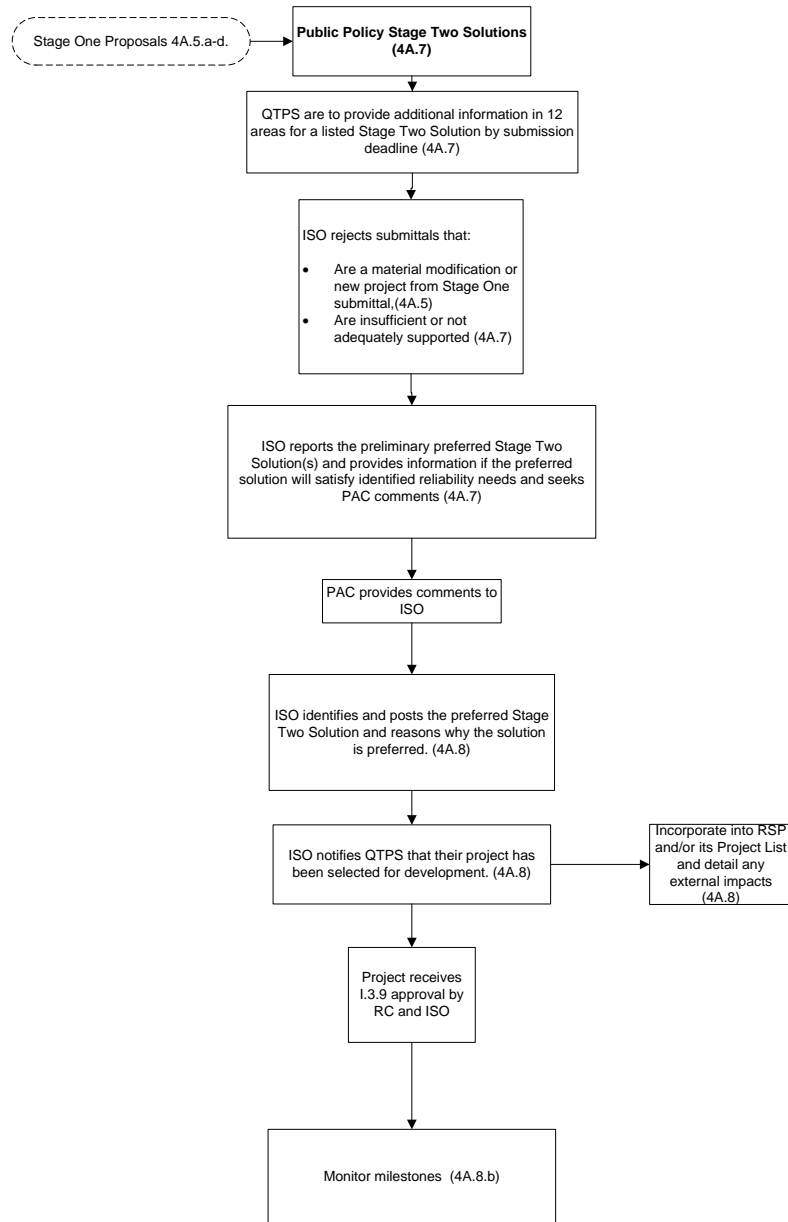 Stage One Proposals 4A.5.a-d.
Public Policy Stage Two Solutions
(4A.7)
QTPS are to provide additional information in 12
areas for a listed Stage Two Solution by submission
deadline (4A.7)
ISO rejects submittals that:
• Are a material modification or
new project from Stage One
submittal,(4A.5)
• Are insufficient or not
adequately supported (4A.7)
ISO reports the preliminary preferred Stage Two
Solution(s) and provides information if the preferred
solution will satisfy identified reliability needs and seeks
PAC comments (4A.7)
PAC provides comments to
ISO
ISO identifies and posts the preferred Stage
Two Solution and reasons why the solution
is preferred. (4A.8)
ISO notifies QTPS that their project has
been selected for development. (4A.8)
Incorporate into RSP
and/or its Project List
and detail any
external impacts
(4A.8)
Project receives
I.3.9 approval by
RC and ISO
Monitor milestones (4A.8.b)